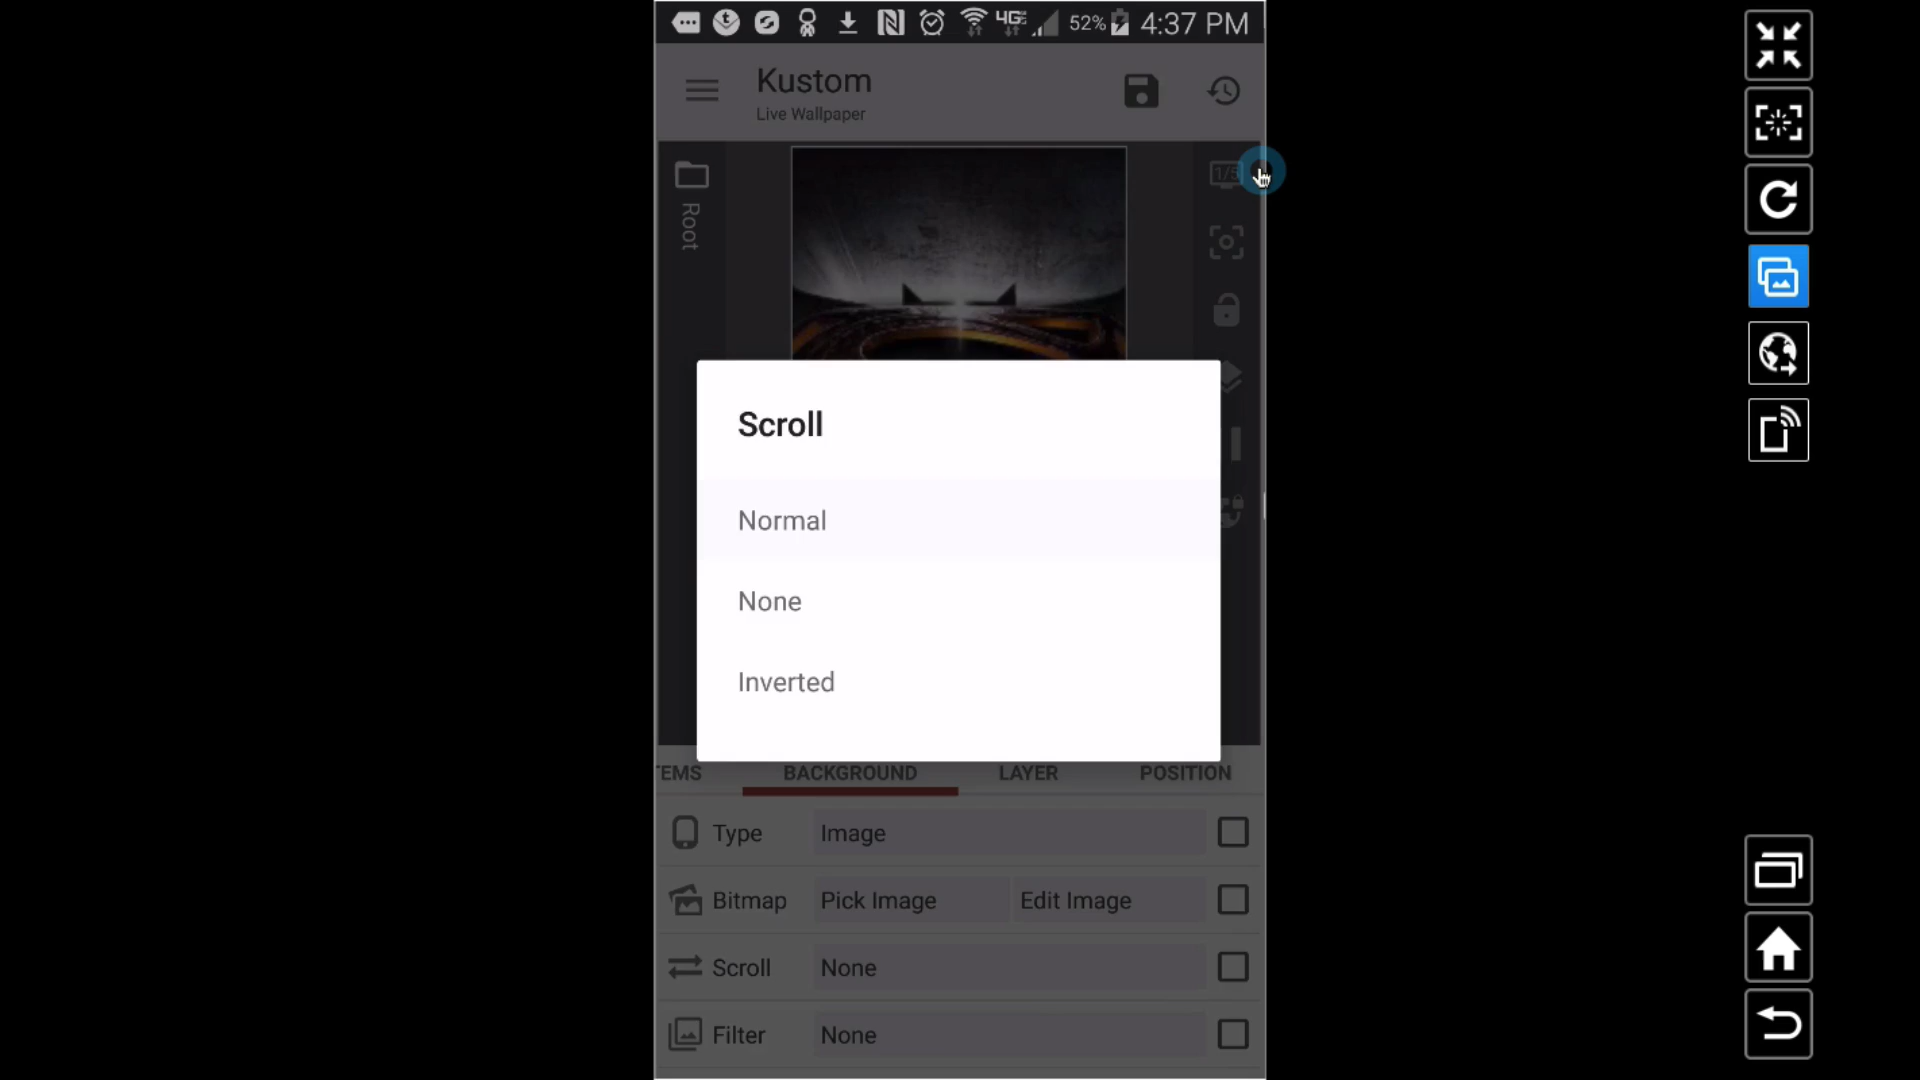 4G
52%
4:37 PM
Kustom
Live Wallpaper
Root
Scroll
Normal
None
Inverted
BACKGROUND
LAYER
POSITION
Type
Image
Bitmap
Pick Image
Edit Image
Scroll
None
Filter
None